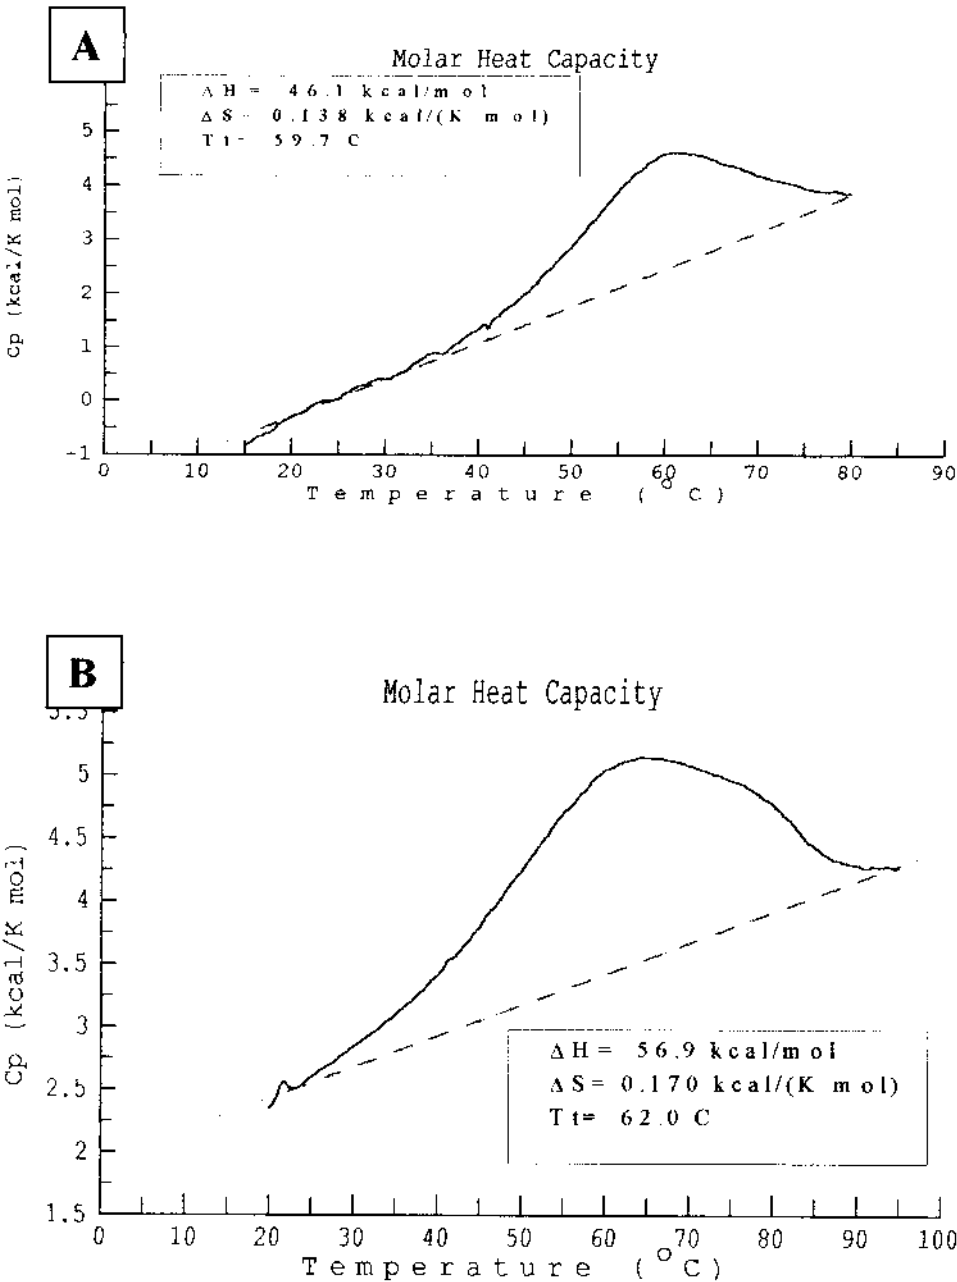 A
Molar Heat Capacity
Δ H = 46.1 kcal/mol
Δ S = 0.138 kcal/(K mol)
Tt= 59.7 C
Cp (kcal/K mol)
5
4
3
2
1
0
-1
0 10 20 30 40 50 60 70 80 90
Temperature (°C)
B
Molar Heat Capacity
5.5
5
4.5
4
3.5
3
2.5
2
1.5
Cp (kcal/K mol)
Δ H = 56.9 kcal/mol
Δ S = 0.170 kcal/(K mol)
Tt= 62.0 C
0 10 20 30 40 50 60 70 80 90 100
Temperature (°C)